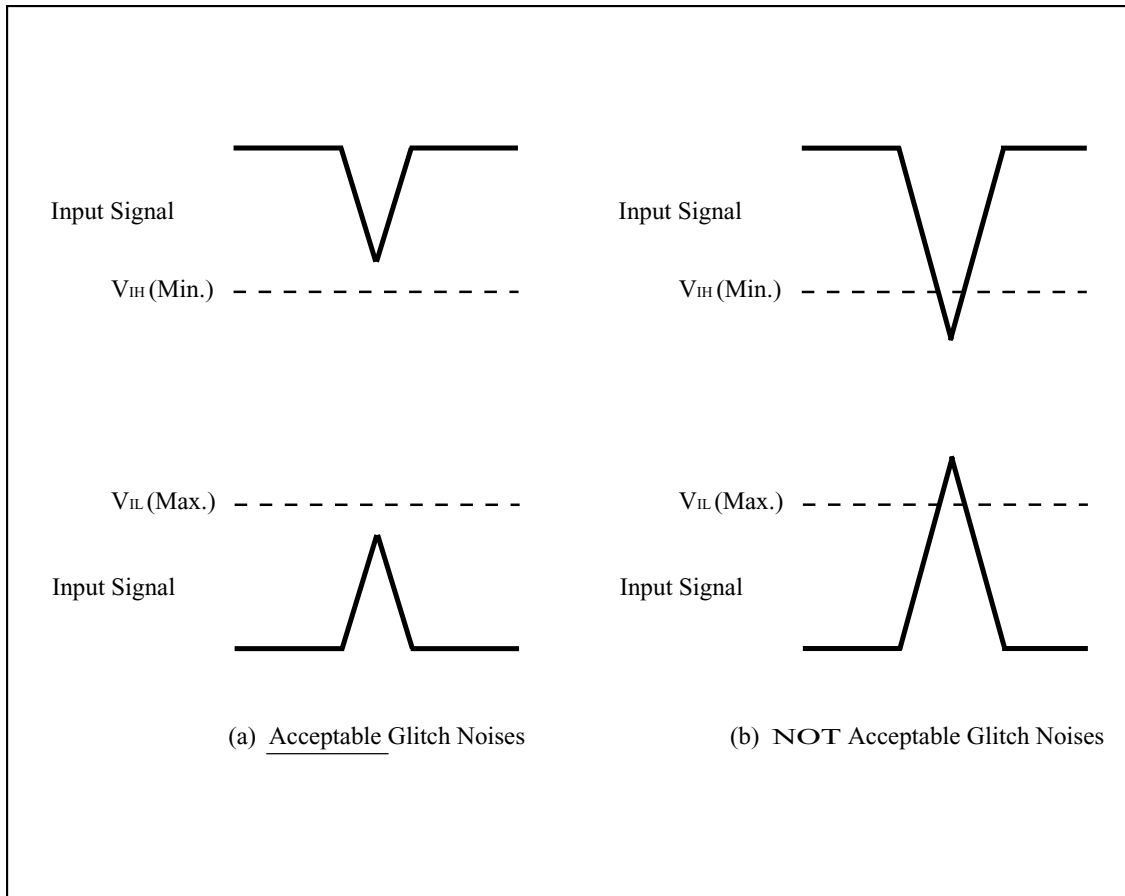 Input Signal
VIH (Min.)
VIL (Max.)
Input Signal
(a) Acceptable Glitch Noises
Input Signal
VIH (Min.)
VIL (Max.)
Input Signal
(b) NOT Acceptable Glitch Noises